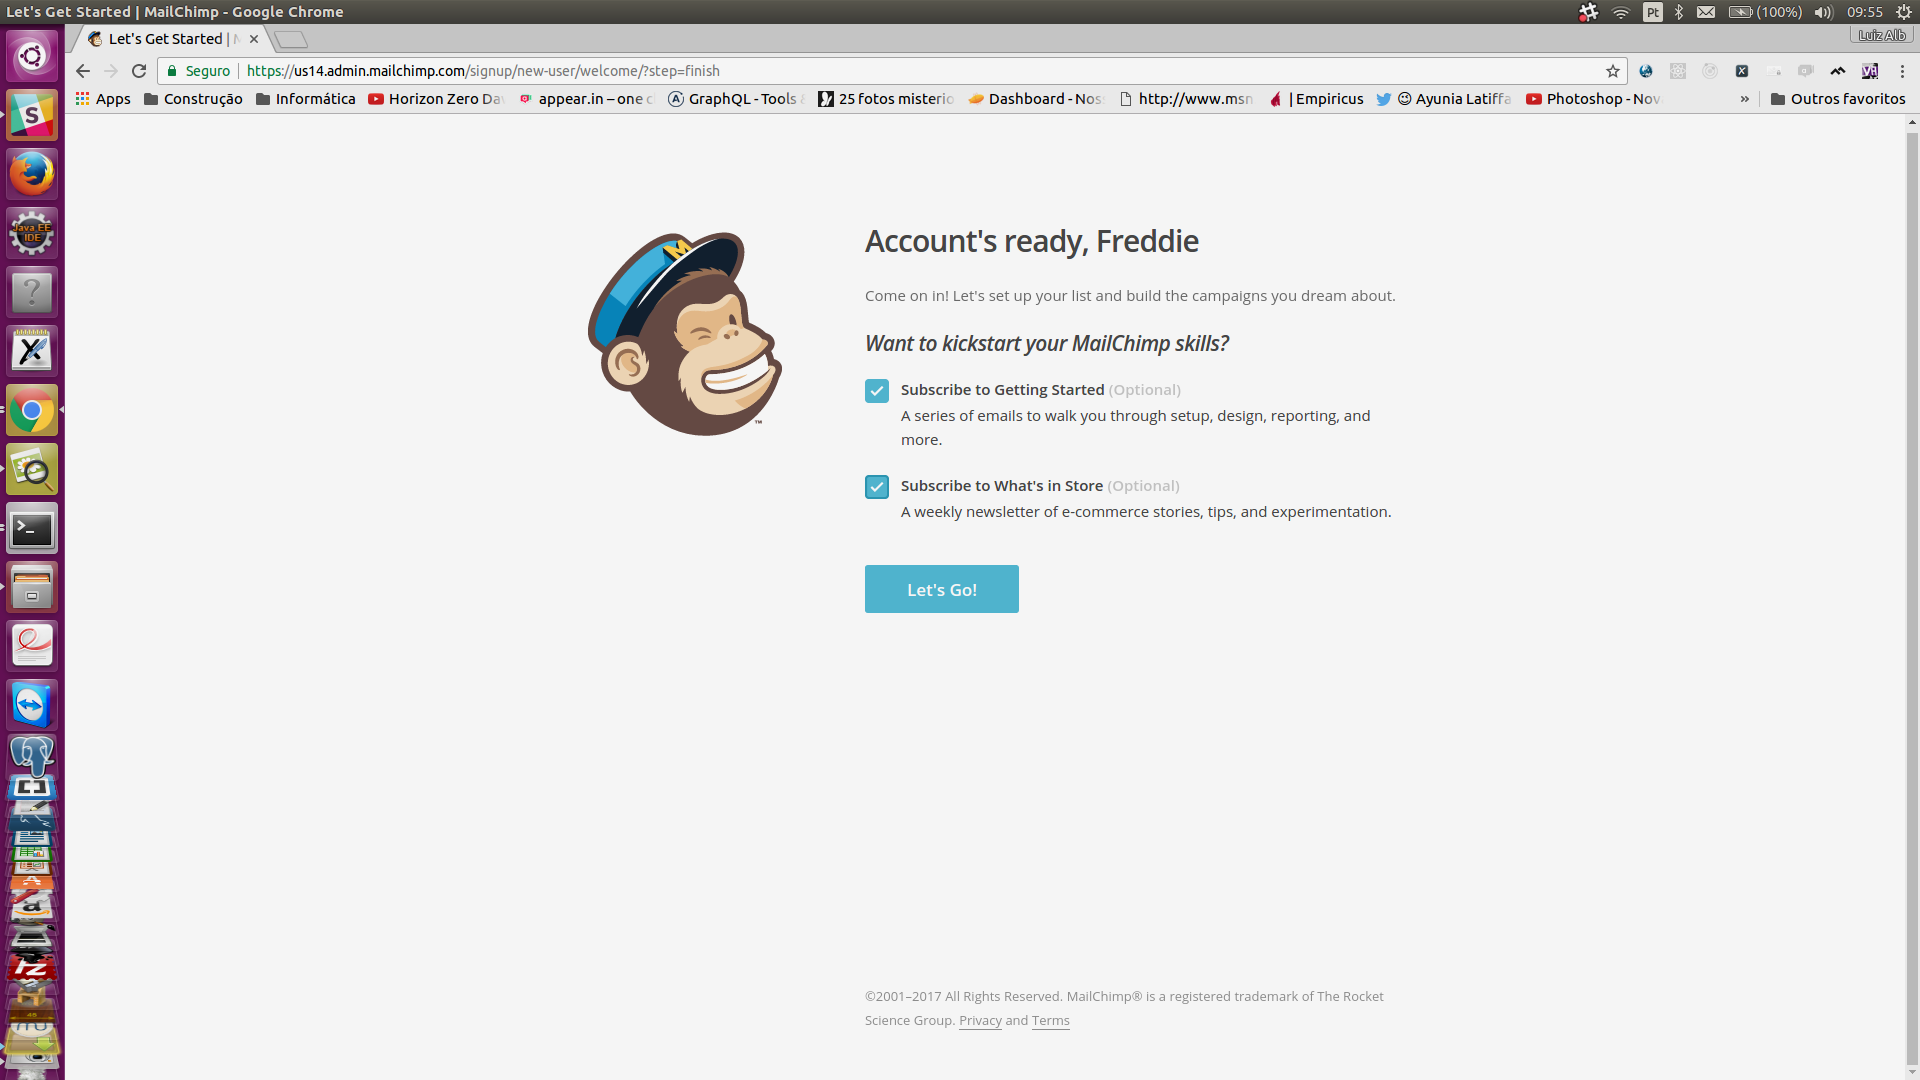 Let's Get Started | MailChimp - Google Chrome
Pt
(100%)
09:55
Let's Get Started |
Luiz Alb
Seguro
https://us14.admin.mailchimp.com/signup/new-user/welcome/?step=finish
Apps
Construção
Informática
Horizon Zero Da
appear.in – one c
GraphQL - Tools
25 fotos misterio
Dashboard - Nos
http://www.msn
| Empiricus
Ayunia Latiffa
Photoshop - Nov
»
Outros favoritos
Account's ready, Freddie
Come on in! Let's set up your list and build the campaigns you dream about.
Want to kickstart your MailChimp skills?
Subscribe to Getting Started (Optional)
A series of emails to walk you through setup, design, reporting, and
more.
Subscribe to What's in Store (Optional)
A weekly newsletter of e-commerce stories, tips, and experimentation.
Let's Go!
©2001–2017 All Rights Reserved. MailChimp® is a registered trademark of The Rocket
Science Group. Privacy and Terms
Java EE
IDE